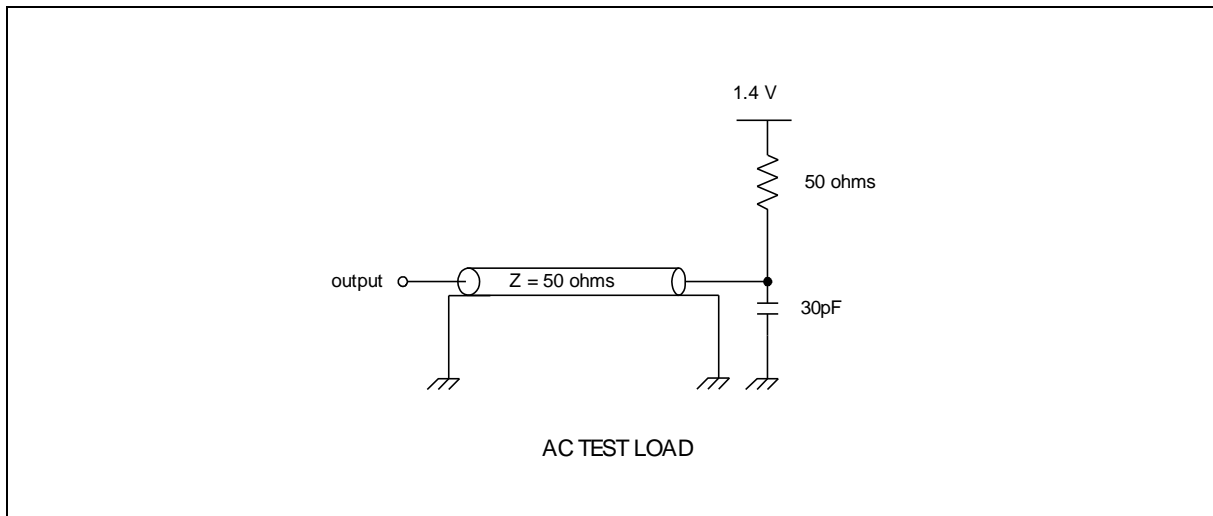 1.4 V
50 ohms
output
Z = 50 ohms
30pF
AC TEST LOAD